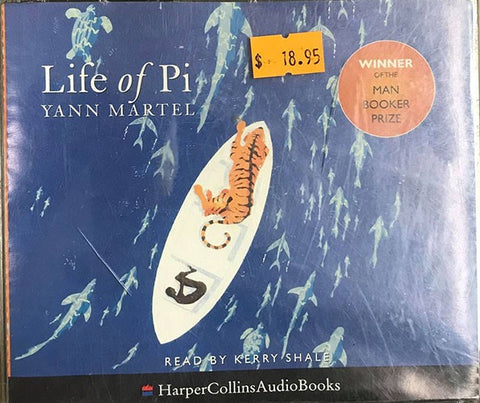 $ 18.95
Life of Pi
YANN MARTEL
WINNER
OF THE
MAN
BOOKER
PRIZE
READ BY KERRY SHALE
HarperCollinsAudioBooks